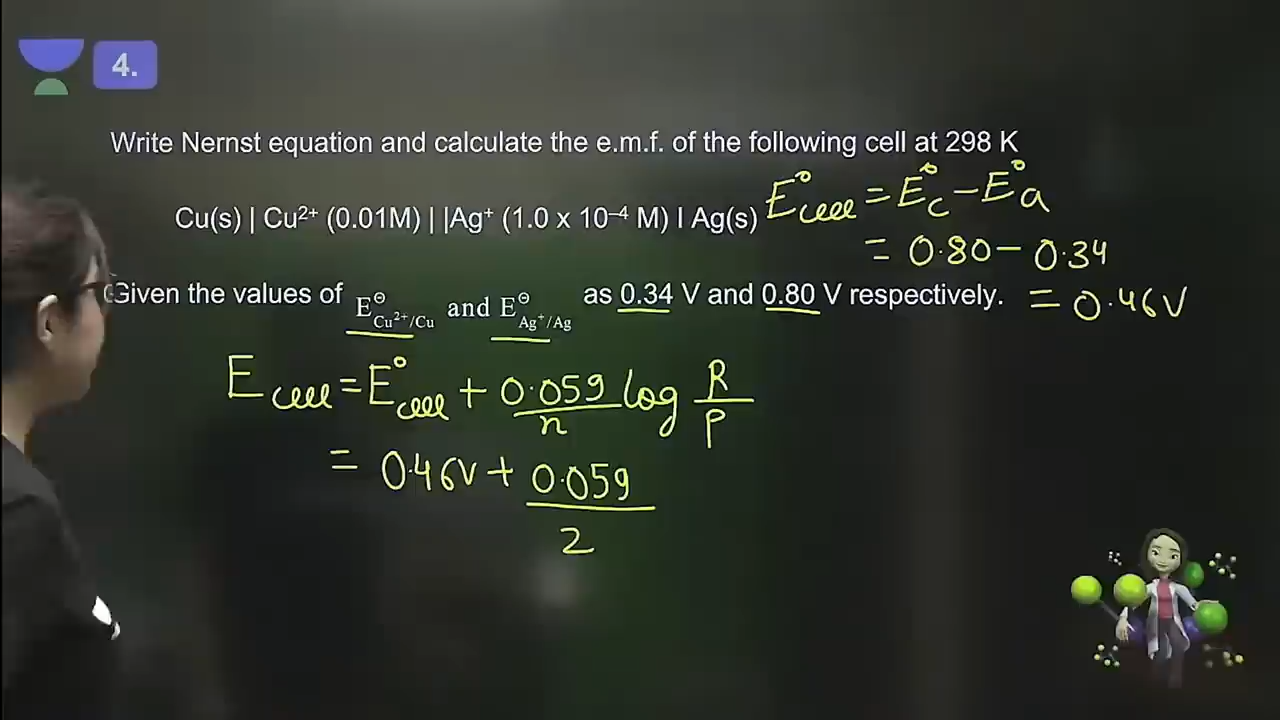 4.
Write Nernst equation and calculate the e.m.f. of the following cell at 298 K
Cu(s) | Cu²⁺ (0.01M) | |Ag⁺ (1.0 x 10⁻⁴ M) I Ag(s)
E°cell = E°c − E°a
= 0.80 − 0.34
Given the values of E⊖Cu²⁺/Cu and E⊖Ag⁺/Ag as 0.34 V and 0.80 V respectively.
= 0.46V
Ecell = E°cell + 0.059/n log R/P
= 0.46V + 0.059/2